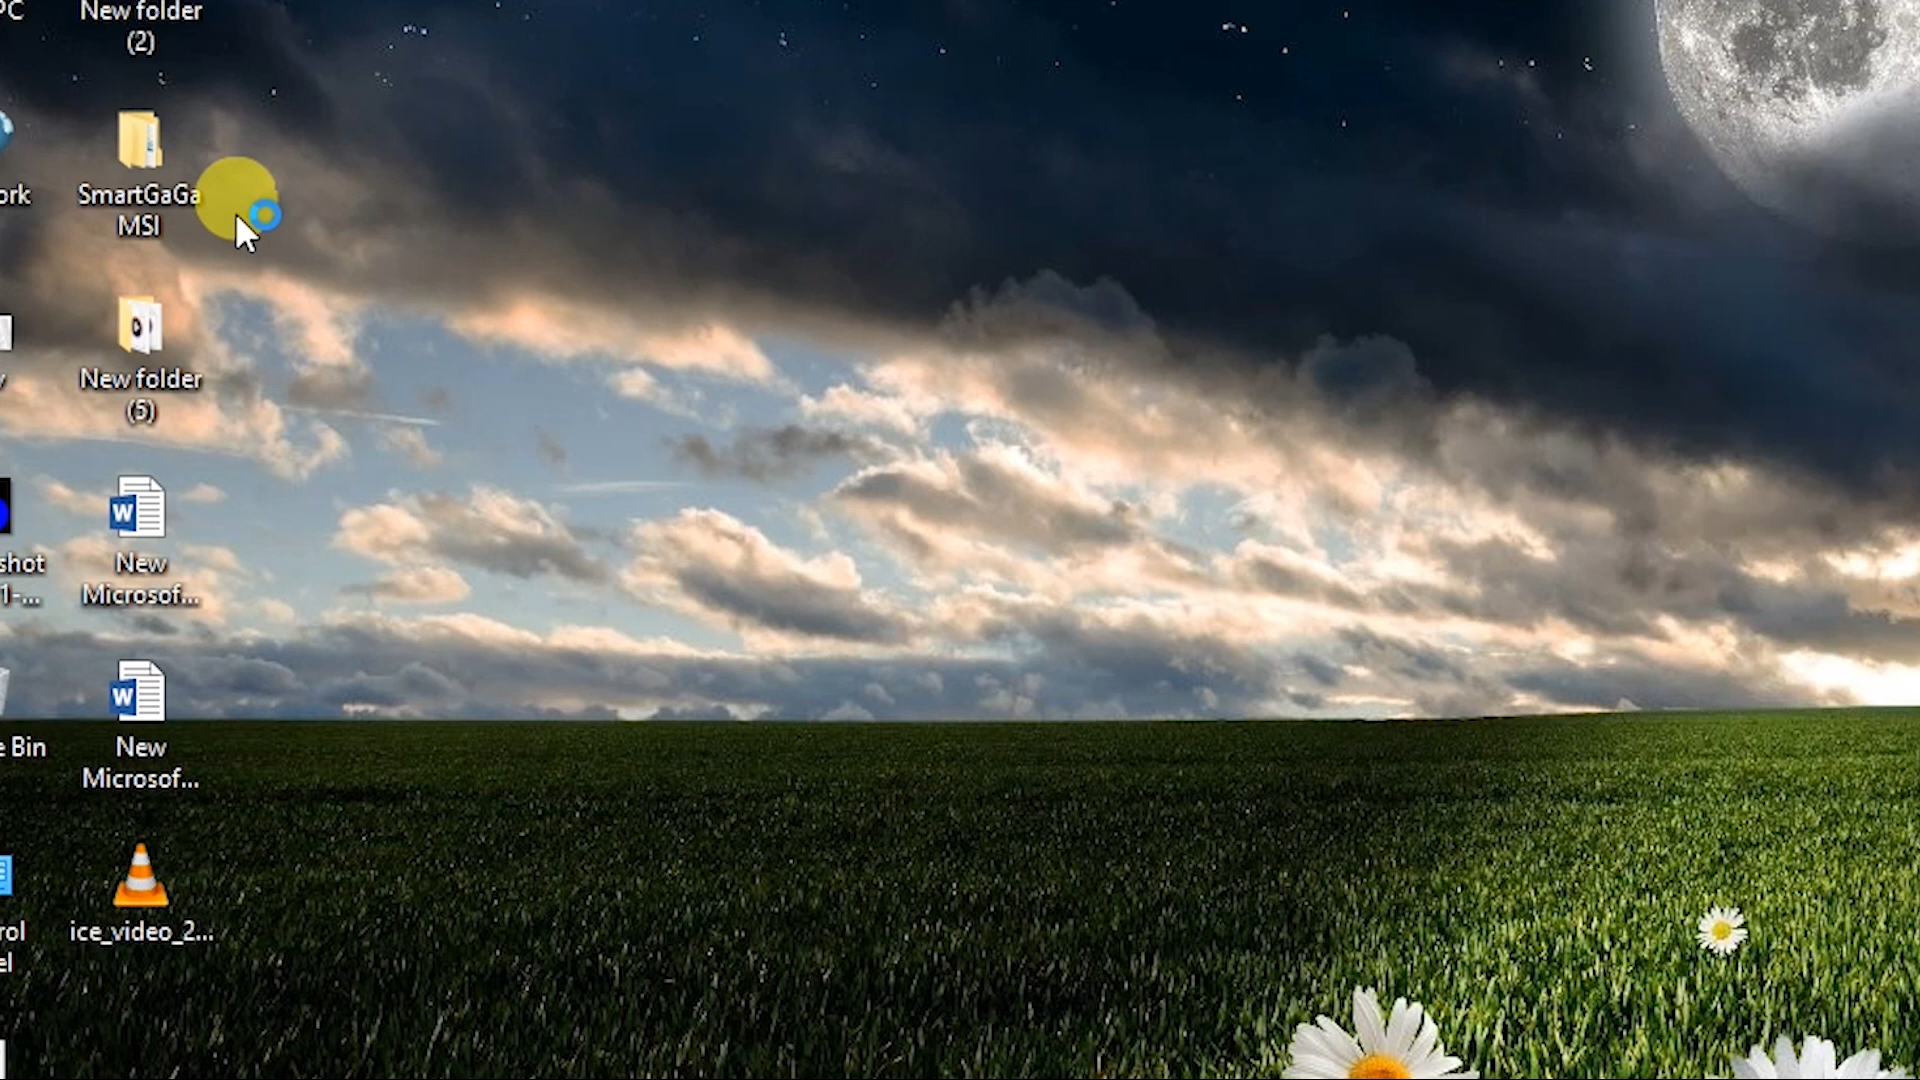 PC
New folder
(2)
ork
SmartGaGa
MSI
New folder
(5)
shot
1-...
New
Microsof...
e Bin
New
Microsof...
rol
el
ice_video_2...